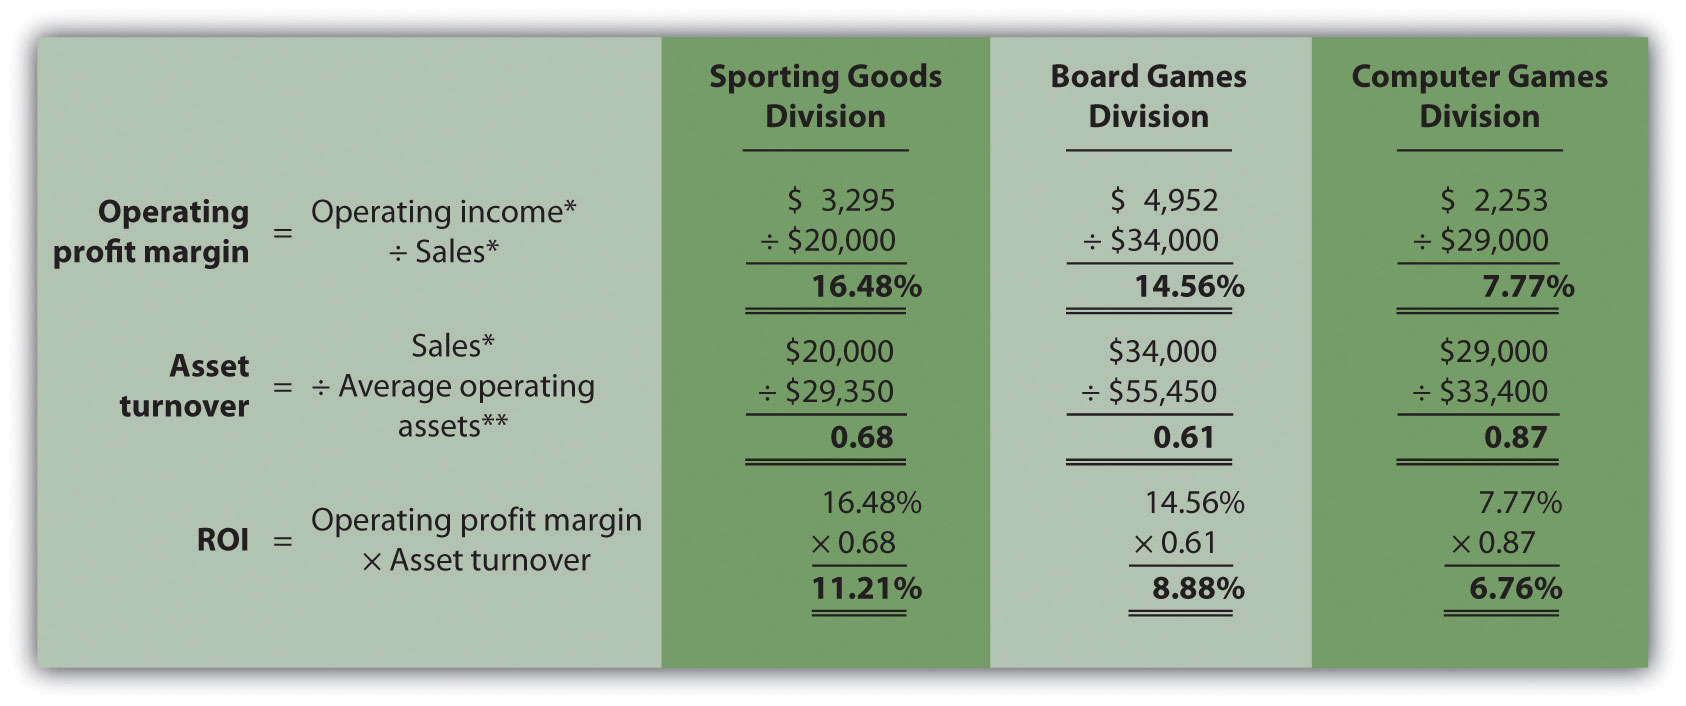 Sporting Goods Division
Board Games Division
Computer Games Division
Operating profit margin = Operating income* ÷ Sales*
$ 3,295 ÷ $20,000 16.48%
$ 4,952 ÷ $34,000 14.56%
$ 2,253 ÷ $29,000 7.77%
Asset turnover = Sales* ÷ Average operating assets**
$20,000 ÷ $29,350 0.68
$34,000 ÷ $55,450 0.61
$29,000 ÷ $33,400 0.87
ROI = Operating profit margin × Asset turnover
16.48% × 0.68 11.21%
14.56% × 0.61 8.88%
7.77% × 0.87 6.76%